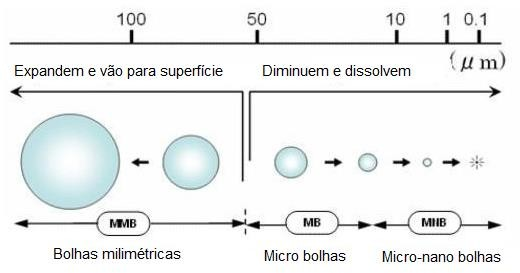 100 50 10 1 0.1
(μm)
Expandem e vão para superfície Diminuem e dissolvem
MMB MB MNB
Bolhas milimétricas Micro bolhas Micro-nano bolhas